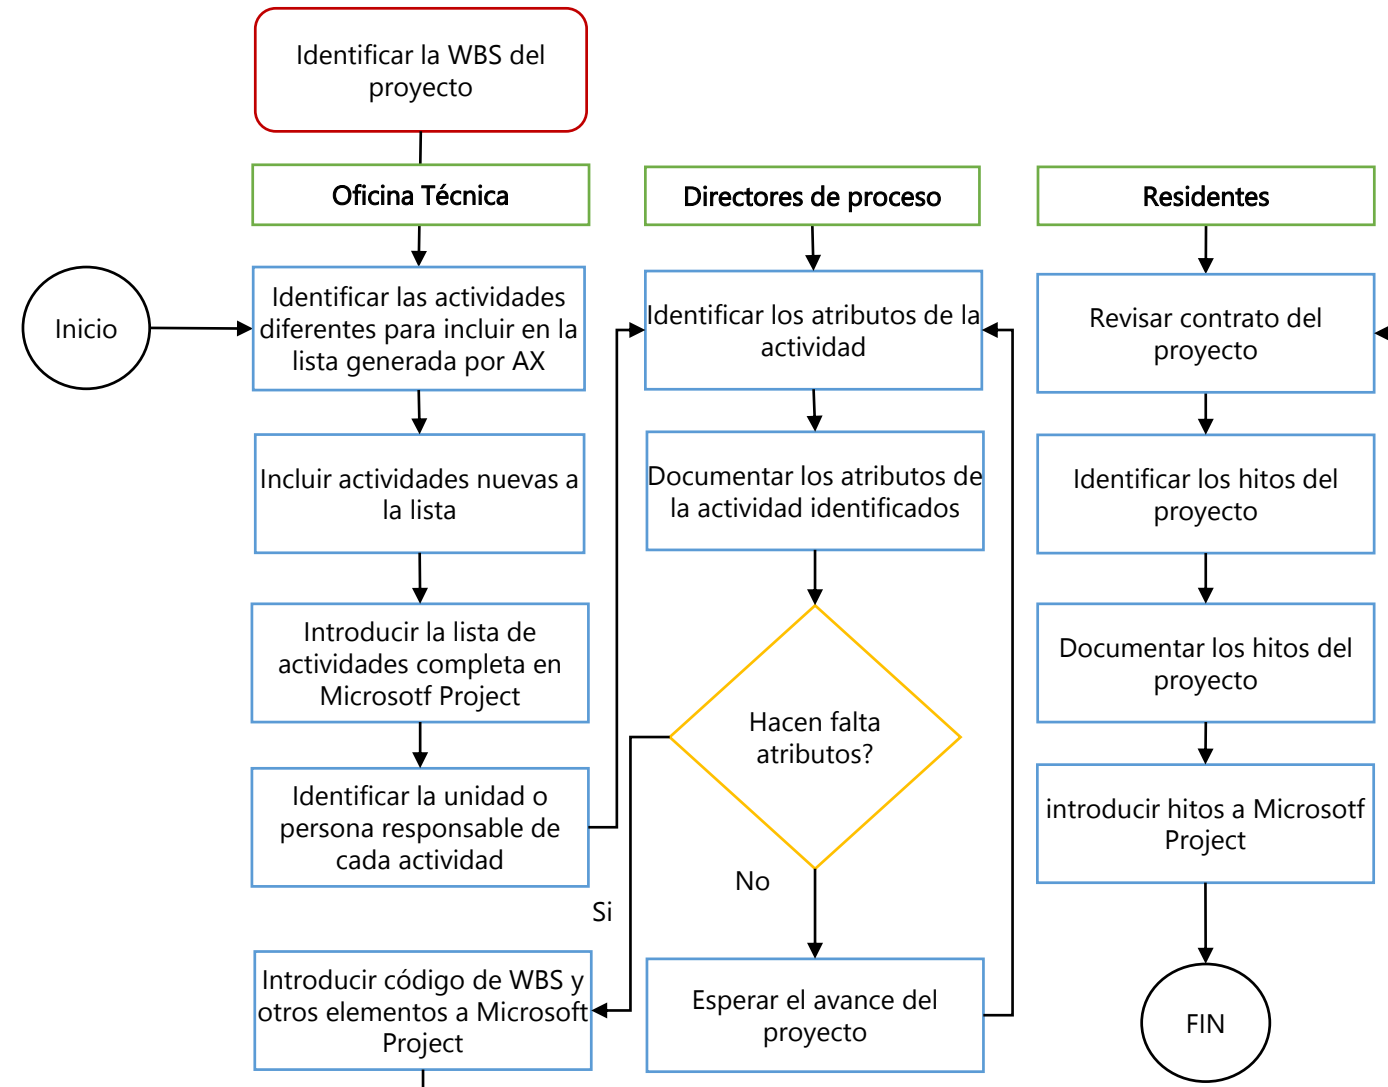 Identificar la WBS del
proyecto
Oficina Técnica
Directores de proceso
Residentes
Inicio
Identificar las actividades
diferentes para incluir en la
lista generada por AX
Identificar los atributos de la
actividad
Revisar contrato del
proyecto
Incluir actividades nuevas a
la lista
Documentar los atributos de
la actividad identificados
Identificar los hitos del
proyecto
Introducir la lista de
actividades completa en
Microsotf Project
Hacen falta
atributos?
Documentar los hitos del
proyecto
Identificar la unidad o
persona responsable de
cada actividad
introducir hitos a Microsotf
Project
No
Si
Introducir código de WBS y
otros elementos a Microsoft
Project
Esperar el avance del
proyecto
FIN